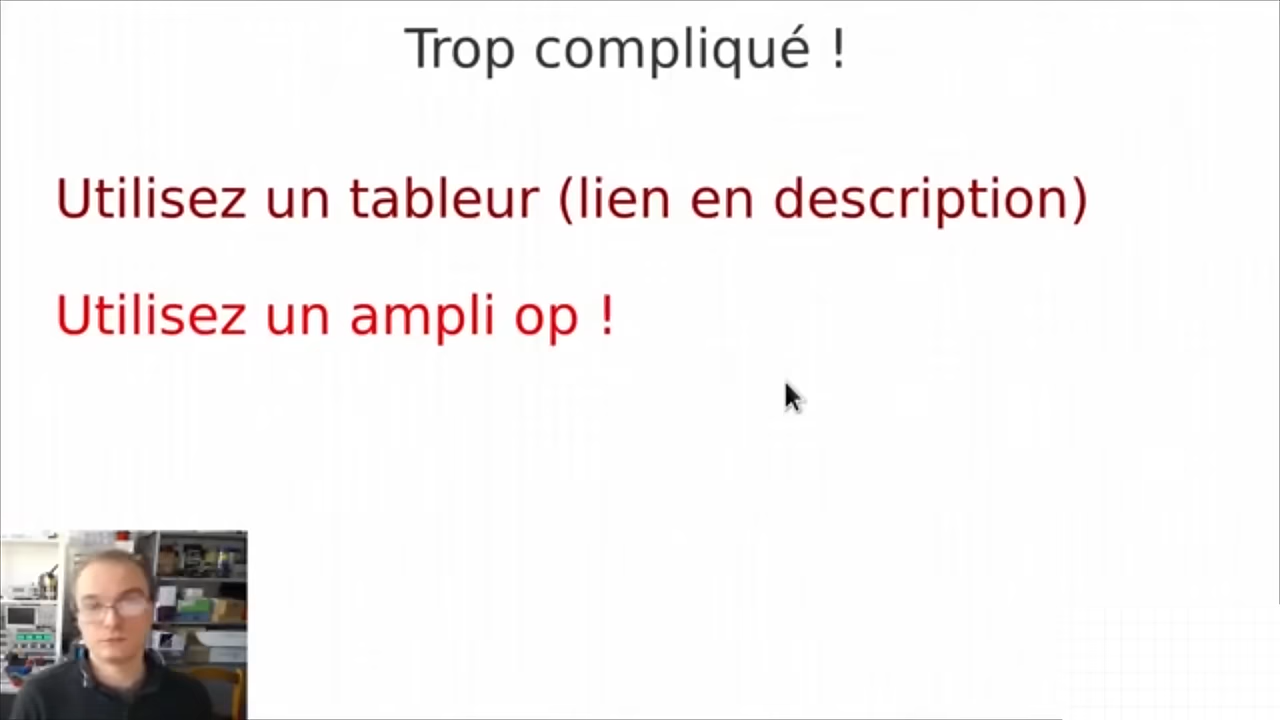 Trop compliqué !
Utilisez un tableur (lien en description)
Utilisez un ampli op !